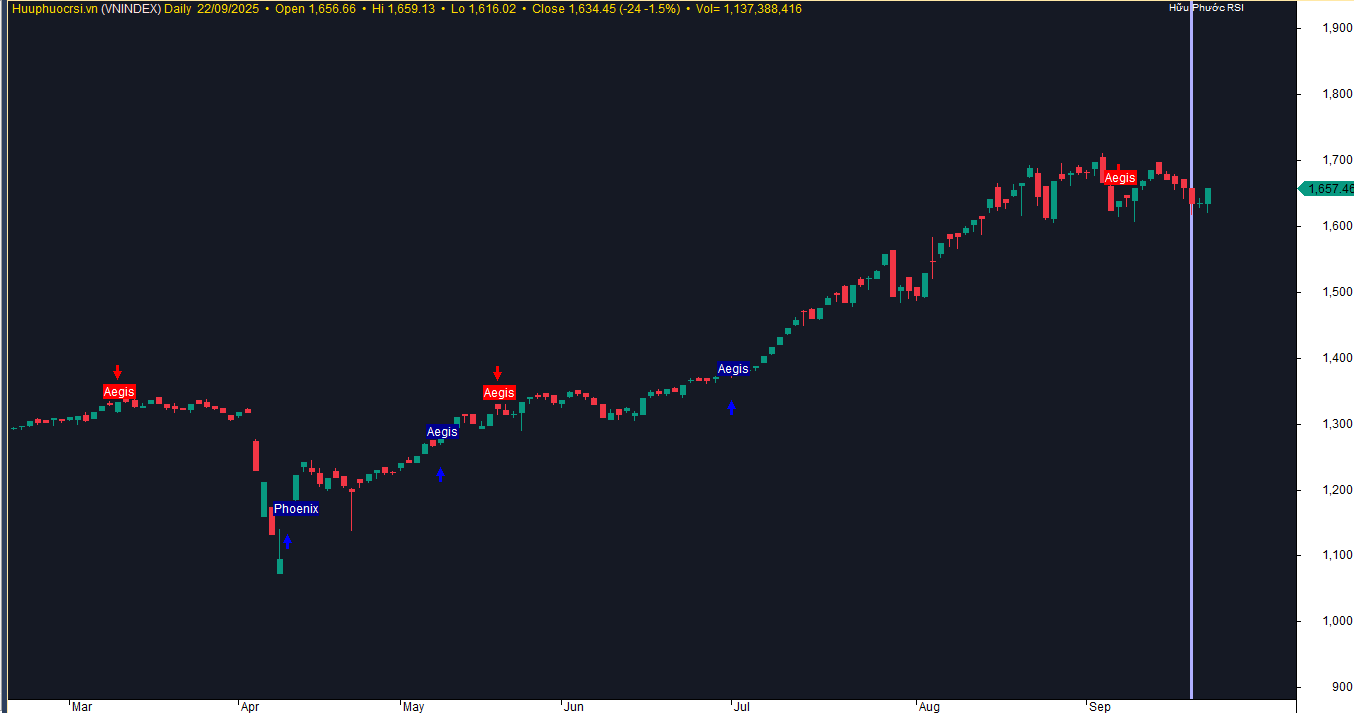 Huuphuocrsi.vn (VNINDEX) Daily 22/09/2025 • Open 1,656.66 • Hi 1,659.13 • Lo 1,616.02 • Close 1,634.45 (-24 -1.5%) • Vol= 1,137,388,416
Hữu Phước RSI
1,900
1,800
1,700
Aegis
1,657.46
1,600
1,500
1,400
Aegis
Aegis
Aegis
1,300
Aegis
1,200
Phoenix
1,100
1,000
900
Mar Apr May Jun Jul Aug Sep